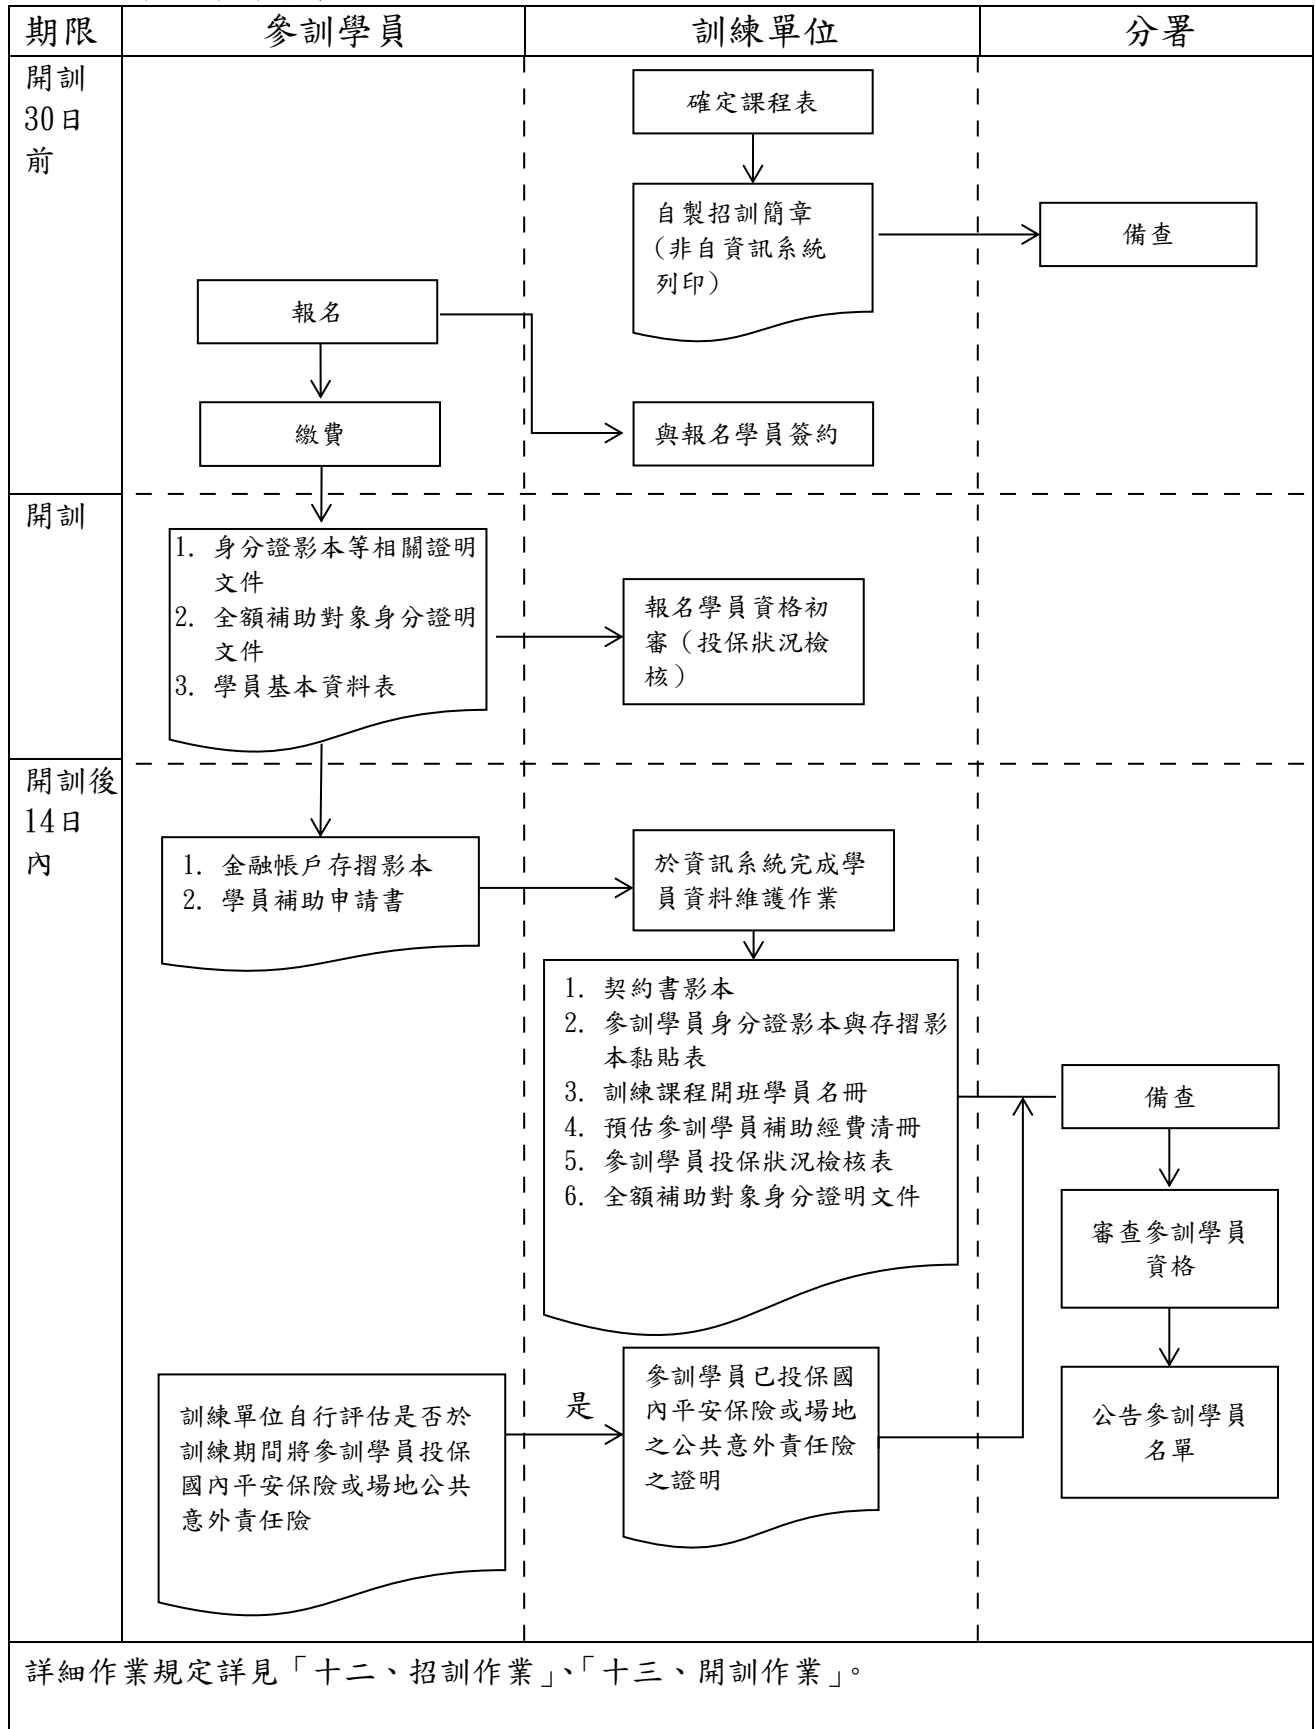 期限
參訓學員
訓練單位
分署
開訓
30日
前
確定課程表
自製招訓簡章
(非自資訊系統
列印)
備查
報名
繳費
與報名學員簽約
開訓
1. 身分證影本等相關證明
文件
2. 全額補助對象身分證明
文件
3. 學員基本資料表
報名學員資格初
審(投保狀況檢
核)
開訓後
14日
內
1. 金融帳戶存摺影本
2. 學員補助申請書
於資訊系統完成學
員資料維護作業
1. 契約書影本
2. 參訓學員身分證影本與存摺影
本黏貼表
3. 訓練課程開班學員名冊
4. 預估參訓學員補助經費清冊
5. 參訓學員投保狀況檢核表
6. 全額補助對象身分證明文件
備查
審查參訓學員
資格
公告參訓學員
名單
訓練單位自行評估是否於
訓練期間將參訓學員投保
國內平安保險或場地公共
意外責任險
是
參訓學員已投保國
內平安保險或場地
之公共意外責任險
之證明
詳細作業規定詳見「十二、招訓作業」、「十三、開訓作業」。